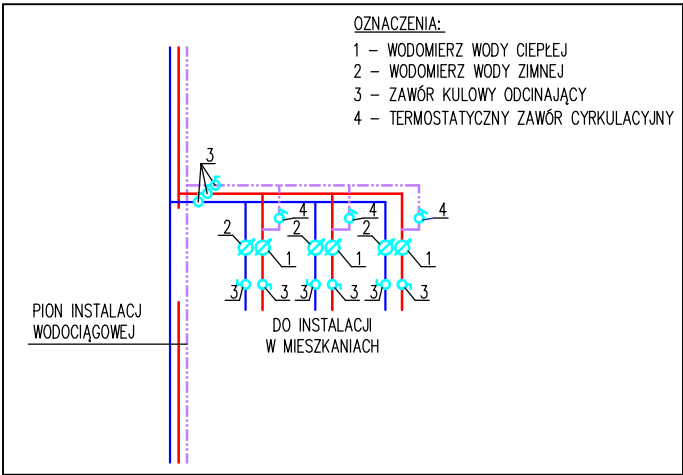 OZNACZENIA:
1 – WODOMIERZ WODY CIEPŁEJ
2 – WODOMIERZ WODY ZIMNEJ
3 – ZAWÓR KULOWY ODCINAJĄCY
4 – TERMOSTATYCZNY ZAWÓR CYRKULACYJNY
3
4 4 4
2 2 2
1 1 1
3 3 3 3 3 3
PION INSTALACJ
WODOCIĄGOWEJ
DO INSTALACJI
W MIESZKANIACH